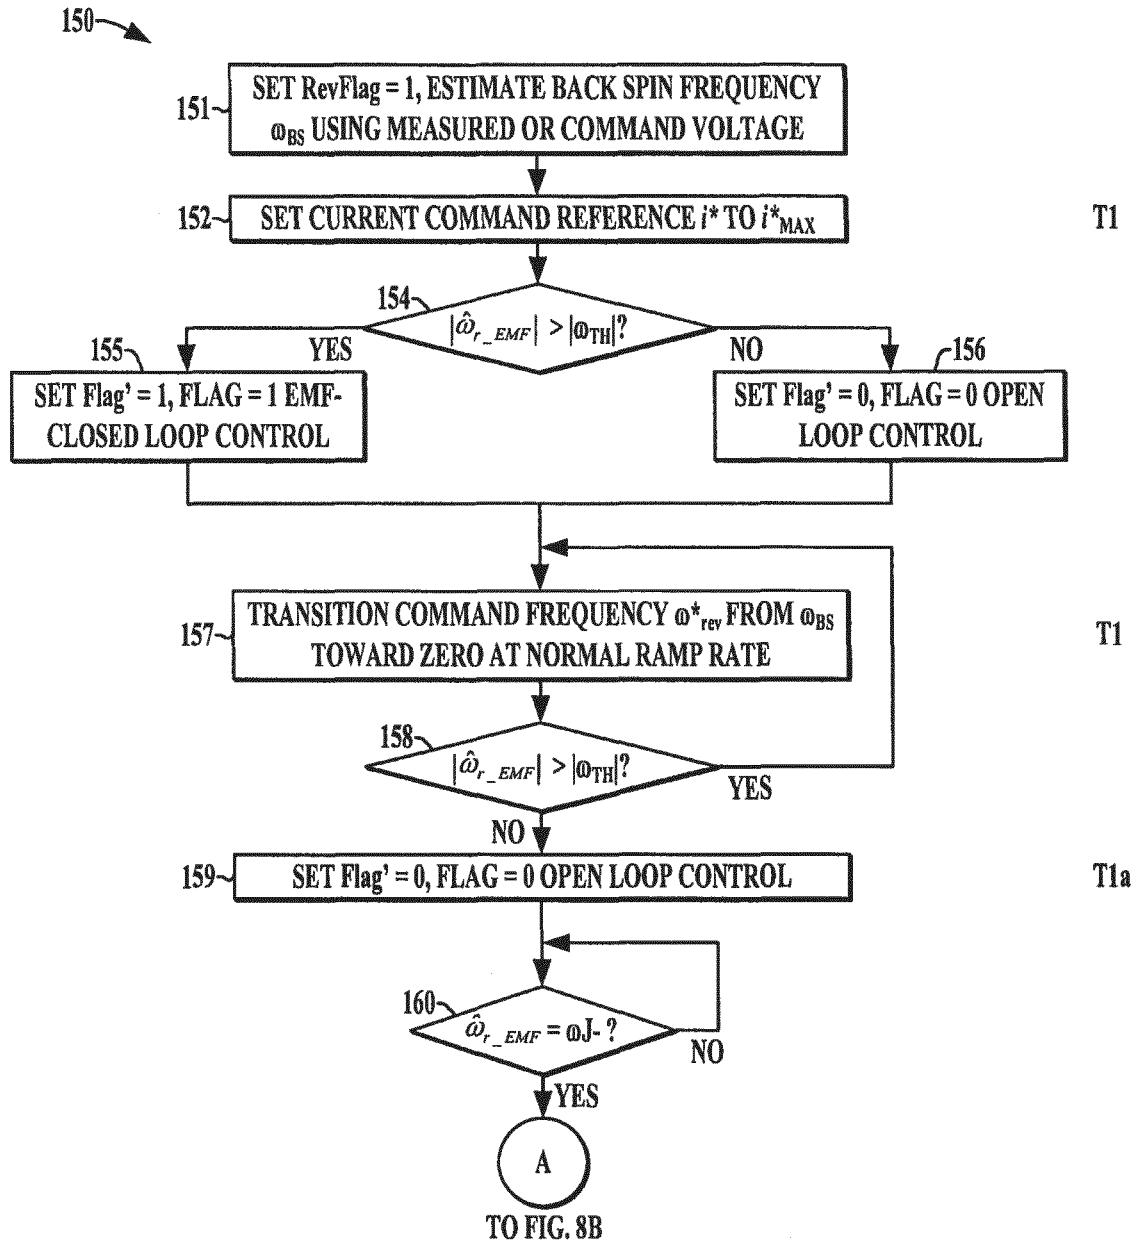 150
151
SET RevFlag = 1, ESTIMATE BACK SPIN FREQUENCY
ωBS USING MEASURED OR COMMAND VOLTAGE
152
SET CURRENT COMMAND REFERENCE i* TO i*MAX
T1
154
|ω̂r_EMF| > |ωTH|?
YES
NO
155
SET Flag' = 1, FLAG = 1 EMF-
CLOSED LOOP CONTROL
156
SET Flag' = 0, FLAG = 0 OPEN
LOOP CONTROL
157
TRANSITION COMMAND FREQUENCY ω*rev FROM ωBS
TOWARD ZERO AT NORMAL RAMP RATE
T1
158
|ω̂r_EMF| > |ωTH|?
YES
NO
159
SET Flag' = 0, FLAG = 0 OPEN LOOP CONTROL
T1a
160
ω̂r_EMF = ωJ- ?
NO
YES
A
TO FIG. 8B